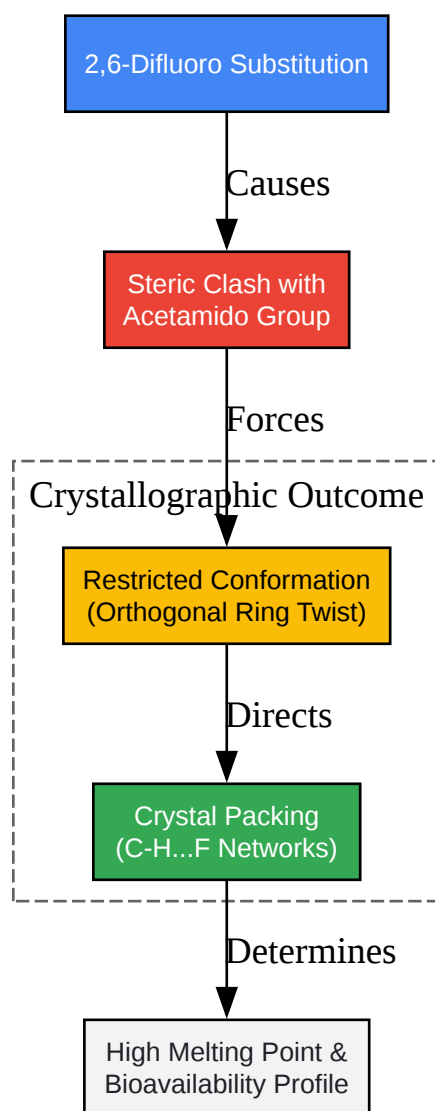 2,6-Difluoro Substitution
Causes
Steric Clash with
Acetamido Group
Forces
Crystallographic Outcome
Restricted Conformation
(Orthogonal Ring Twist)
Directs
Crystal Packing
(C-H...F Networks)
Determines
High Melting Point &
Bioavailability Profile